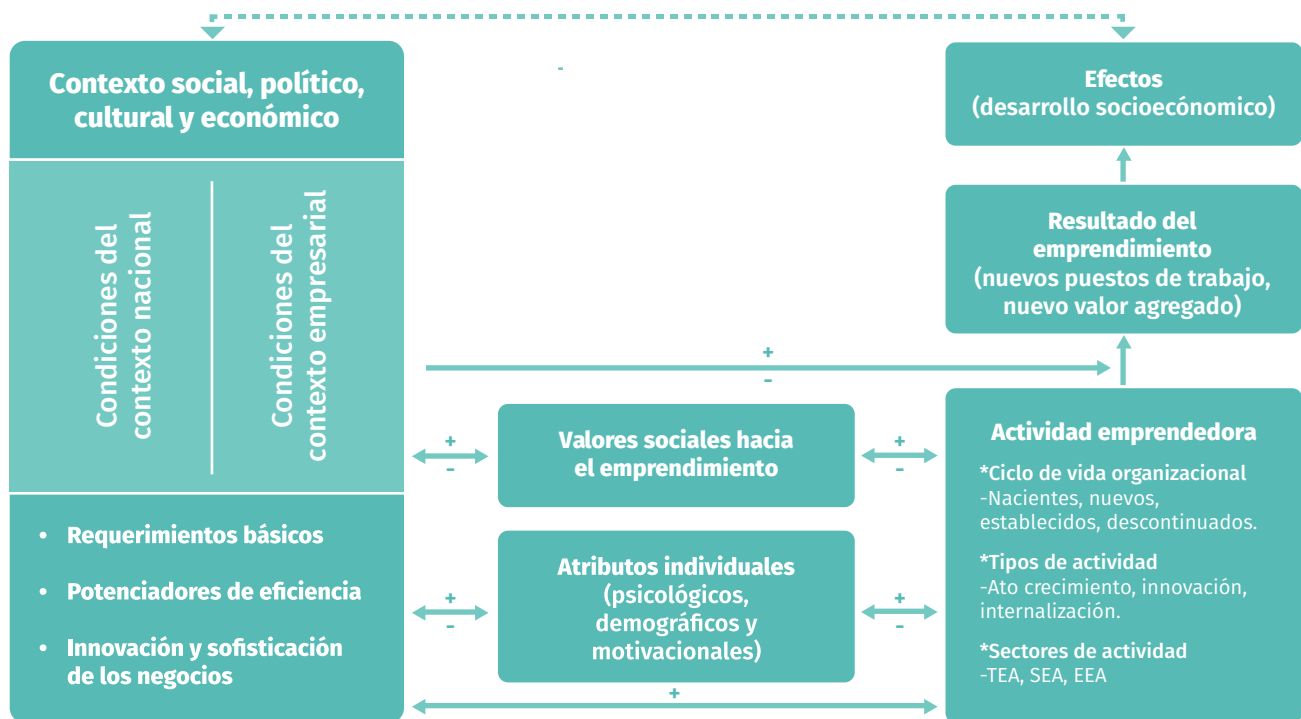 Contexto social, político,
cultural y económico
Condiciones del
contexto nacional
Condiciones del
contexto empresarial
• Requerimientos básicos
• Potenciadores de eficiencia
• Innovación y sofisticación
de los negocios
-
+
-
+
-
Valores sociales hacia
el emprendimiento
+
-
+
-
Atributos individuales
(psicológicos,
demográficos y
motivacionales)
+
-
+
Efectos
(desarrollo socioecónomico)
Resultado del
emprendimiento
(nuevos puestos de trabajo,
nuevo valor agregado)
Actividad emprendedora
*Ciclo de vida organizacional
-Nacientes, nuevos,
establecidos, descontinuados.
*Tipos de actividad
-Ato crecimiento, innovación,
internalización.
*Sectores de actividad
-TEA, SEA, EEA